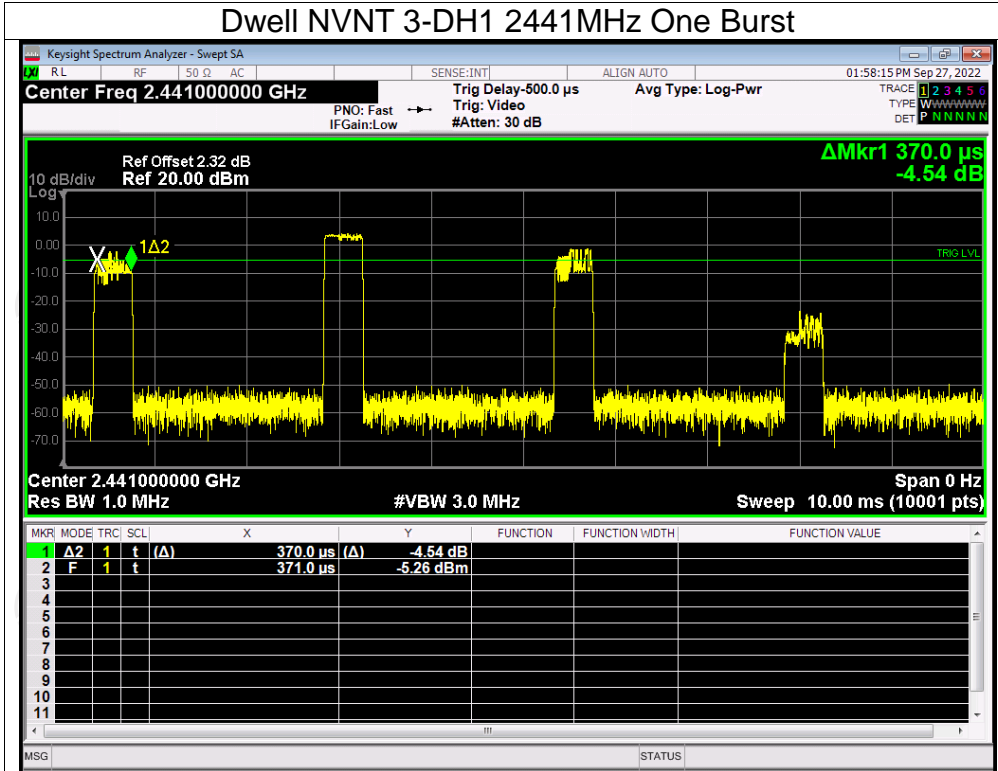 Dwell NVNT 3-DH1 2441MHz One Burst
Keysight Spectrum Analyzer - Swept SA
LXI RL RF 50 Ω AC SENSE:INT ALIGN AUTO 01:58:15 PM Sep 27, 2022
Center Freq 2.441000000 GHz Trig Delay-500.0 µs Avg Type: Log-Pwr TRACE 1 2 3 4 5 6
PNO: Fast Trig: Video TYPE WWWWWW
IFGain:Low #Atten: 30 dB DET P N N N N N
ΔMkr1 370.0 µs
-4.54 dB
Ref Offset 2.32 dB
10 dB/div Ref 20.00 dBm
Log
10.0
0.00
-10.0
-20.0
-30.0
-40.0
-50.0
-60.0
-70.0
X 1Δ2
TRIG LVL
Center 2.441000000 GHz Span 0 Hz
Res BW 1.0 MHz #VBW 3.0 MHz Sweep 10.00 ms (10001 pts)
MKR MODE TRC SCL X Y FUNCTION FUNCTION WIDTH FUNCTION VALUE
1 Δ2 1 t (Δ) 370.0 µs (Δ) -4.54 dB
2 F 1 t 371.0 µs -5.26 dBm
3
4
5
6
7
8
9
10
11
MSG STATUS